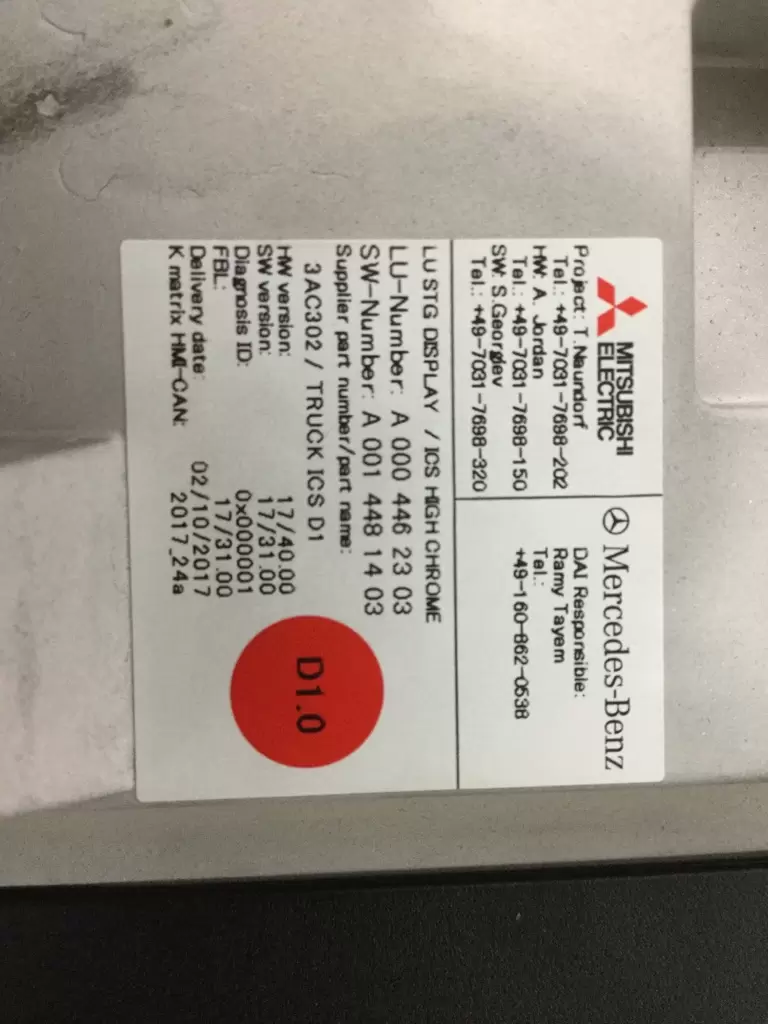 MITSUBISHI
ELECTRIC
Project: T.Naundorf
Tel.: +49-7031-7698-202
HW: A. Jordan
Tel.: +49-7031-7698-150
SW: S.Georgiev
Tel.: +49-7031-7698-320
Mercedes-Benz
DAI Responsible:
Ramy Tayem
Tel.:
+49-160-862-0538
LU STG DISPLAY / ICS HIGH CHROME
LU-Number: A 000 446 23 03
SW-Number: A 001 448 14 03
Supplier part number/part name:
3AC302 / TRUCK ICS D1
HW version: 17/40.00
SW version: 17/31.00
Diagnosis ID: 0x000001
FBL: 17/31.00
Delivery date: 02/10/2017
K matrix HMI-CAN: 2017_24a
D1.0